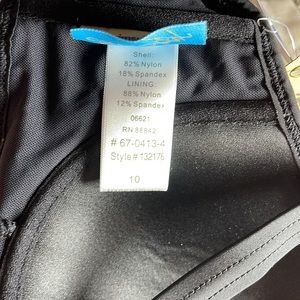 Shell:
82% Nylon
18% Spandex
LINING:
88% Nylon
12% Spandex
06621
RN 88842
# 67-0413-4
Style # 132176
10